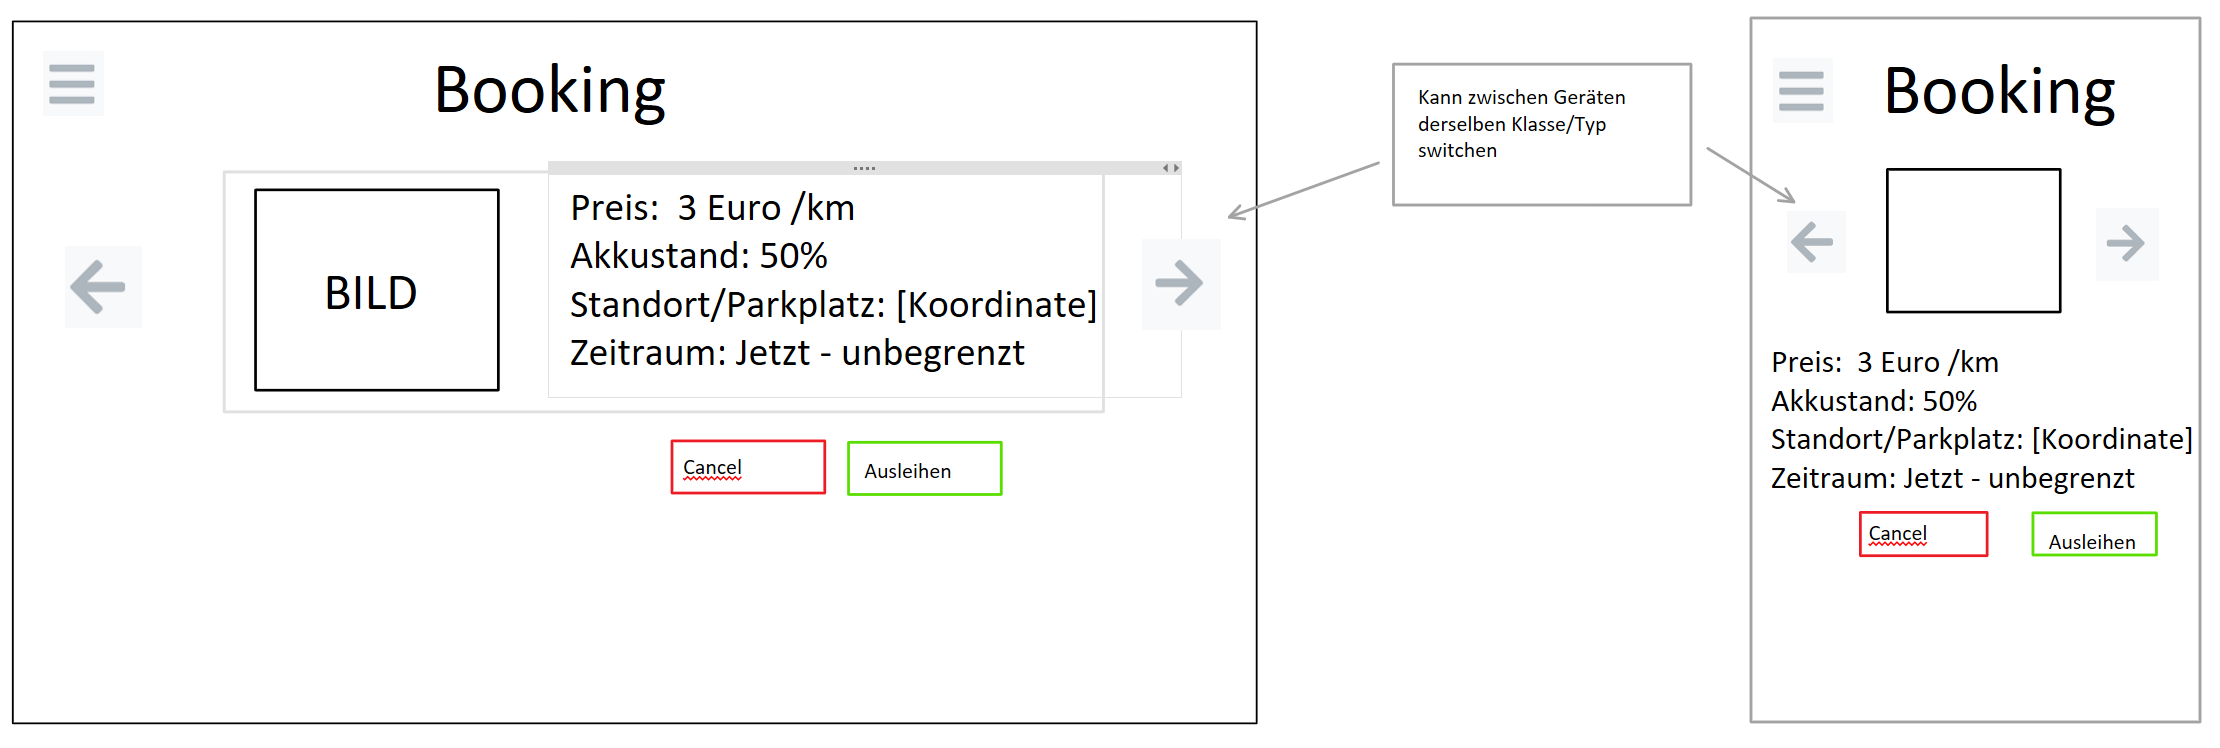 Booking
BILD
Preis:  3 Euro /km
Akkustand: 50%
Standort/Parkplatz: [Koordinate]
Zeitraum: Jetzt - unbegrenzt
Cancel
Ausleihen
Kann zwischen Geräten
derselben Klasse/Typ
switchen
Booking
Preis:  3 Euro /km
Akkustand: 50%
Standort/Parkplatz: [Koordinate]
Zeitraum: Jetzt - unbegrenzt
Cancel
Ausleihen